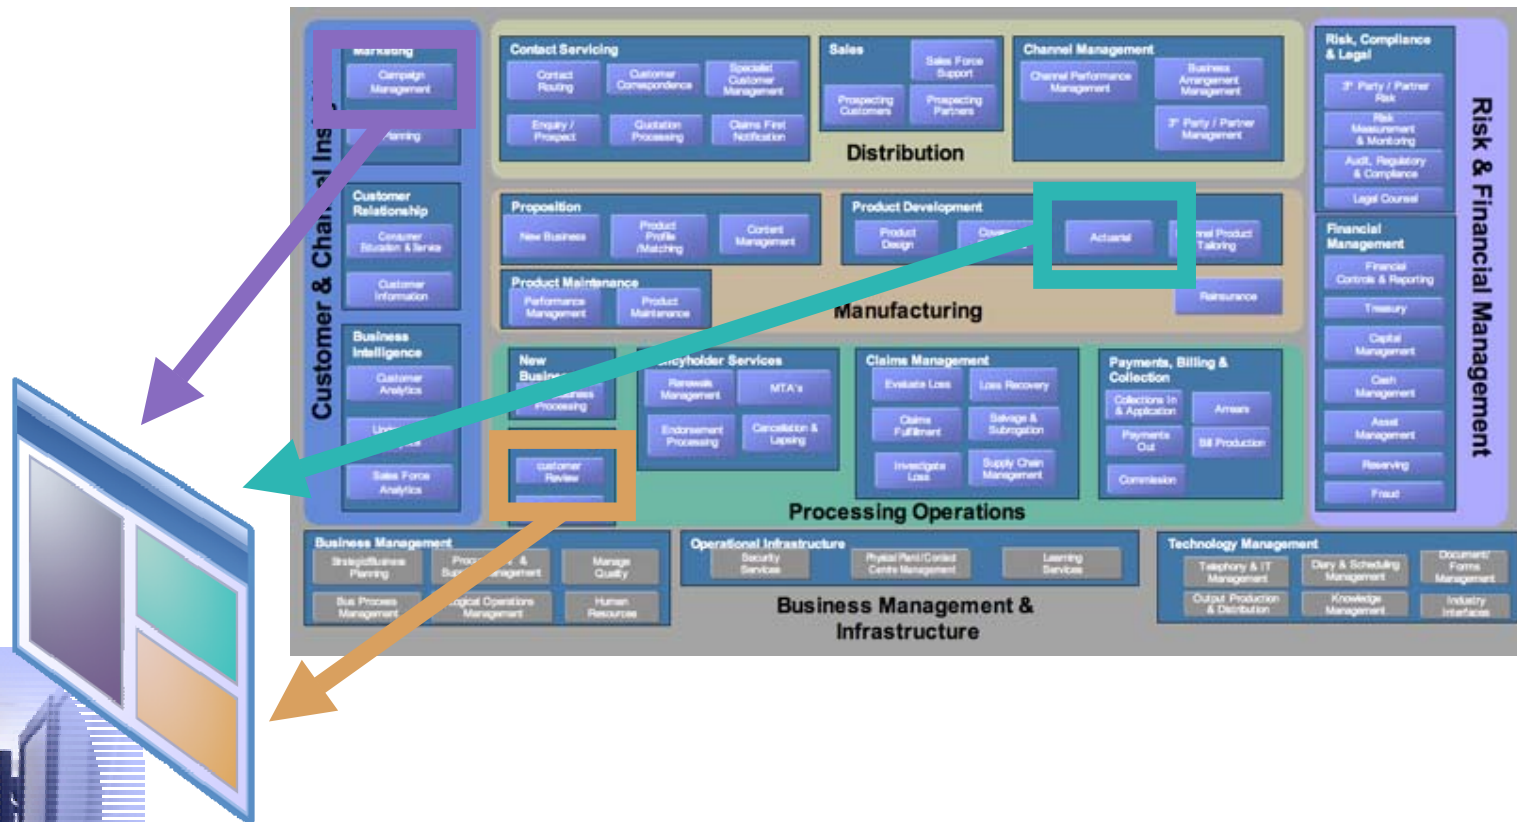 Marketing
Campaign
Management
Planning
Customer
Relationship
Consumer
Education & Service
Customer
Information
Business
Intelligence
Customer
Analytics
Sales Force
Analytics
Customer & Channel
Contact Servicing
Contact
Routing
Customer
Correspondence
Specialist
Customer
Management
Enquiry /
Prospect
Quotation
Processing
Claims First
Notification
Sales
Sales Force
Support
Prospecting
Customers
Prospecting
Partners
Channel Management
Channel Performance
Management
Business
Arrangement
Management
3rd Party / Partner
Management
Distribution
Proposition
New Business
Product
Profile
/Matching
Content
Management
Product Development
Product
Design
Actuarial
Product
Tailoring
Product Maintenance
Performance
Management
Product
Maintenance
Reinsurance
Manufacturing
New
Business
Processing
customer
Review
Services
Renewals
Management
MTA's
Endorsement
Processing
Cancellation &
Lapsing
Claims Management
Evaluate Loss
Loss Recovery
Claims
Fulfillment
Salvage &
Subrogation
Investigate
Loss
Supply Chain
Management
Payments, Billing &
Collection
Collections In
& Application
Arrears
Payments
Out
Bill Production
Commission
Processing Operations
Risk, Compliance
& Legal
3rd Party / Partner
Risk
Risk
Measurement
& Monitoring
Audit, Regulatory
& Compliance
Legal Counsel
Financial
Management
Financial
Controls & Reporting
Treasury
Capital
Management
Cash
Management
Asset
Management
Reserving
Fraud
Risk & Financial Management
Business Management
Strategic/Business
Planning
&
Management
Manage
Quality
Bus Process
Management
Operations
Management
Human
Resources
Operational Infrastructure
Security
Services
Physical Plant/Contact
Centre Management
Learning
Services
Business Management &
Infrastructure
Technology Management
Telephony & IT
Management
Diary & Scheduling
Management
Document/
Forms
Management
Output Production
& Distribution
Knowledge
Management
Industry
Interfaces